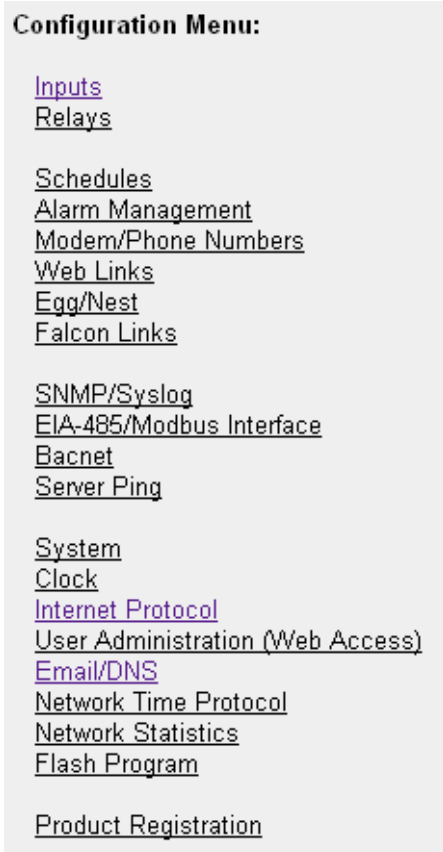 Configuration Menu:
Inputs
Relays
Schedules
Alarm Management
Modem/Phone Numbers
Web Links
Egg/Nest
Falcon Links
SNMP/Syslog
EIA-485/Modbus Interface
Bacnet
Server Ping
System
Clock
Internet Protocol
User Administration (Web Access)
Email/DNS
Network Time Protocol
Network Statistics
Flash Program
Product Registration